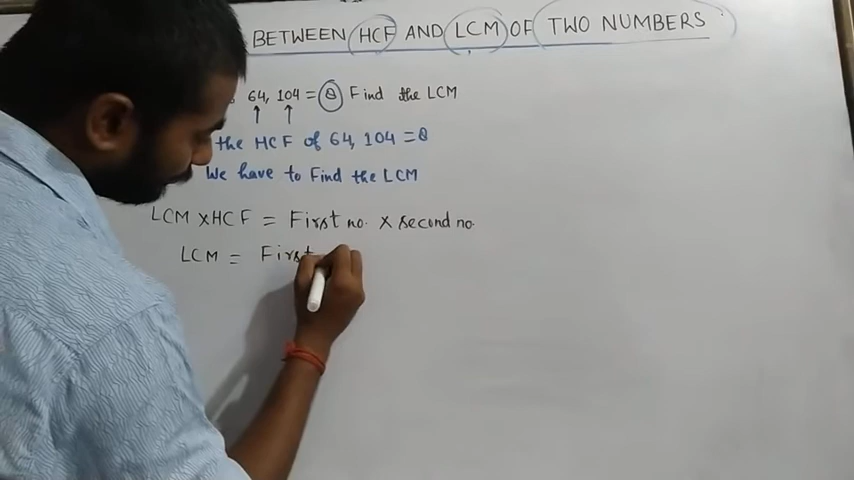 BETWEEN HCF AND LCM OF TWO NUMBERS
64, 104 = 8 Find the LCM
the HCF of 64, 104 = 8
We have to Find the LCM
LCM x HCF = First no. x second no.
LCM = First